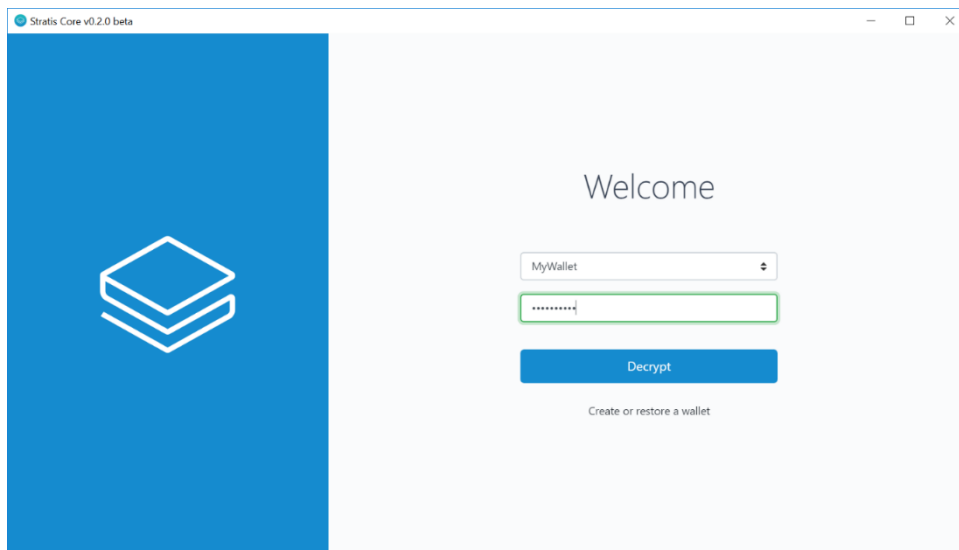 Stratis Core v0.2.0 beta
Welcome
MyWallet
••••••••••
Decrypt
Create or restore a wallet